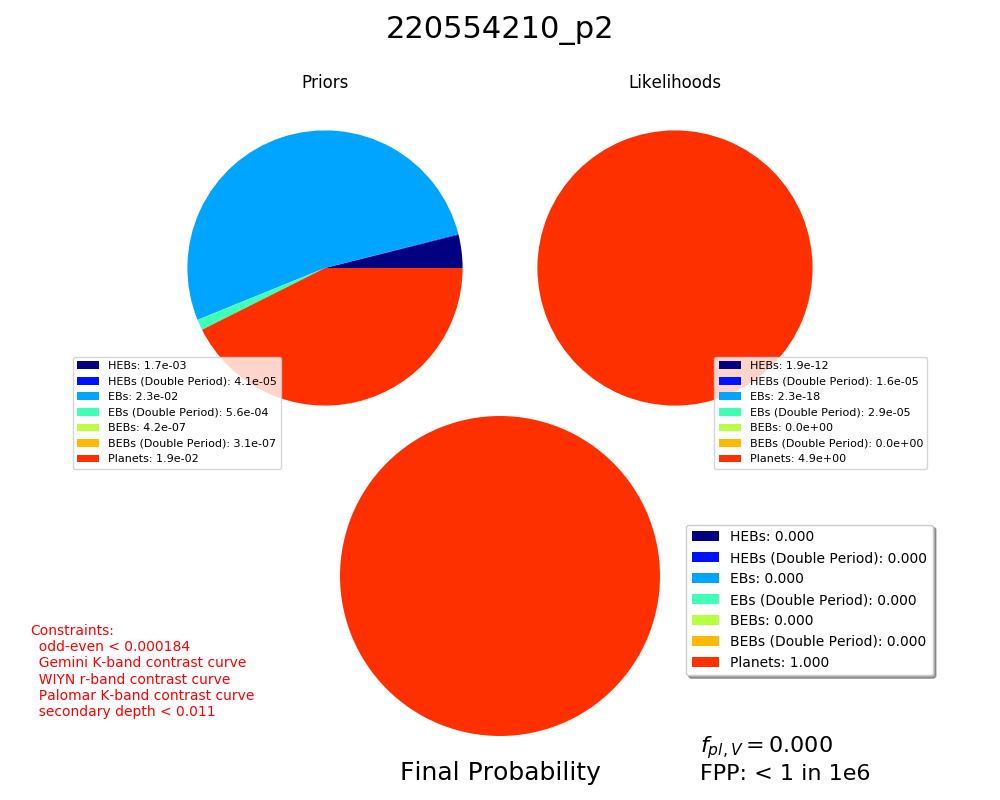 220554210_p2
Priors
Likelihoods
HEBs: 1.7e-03
HEBs (Double Period): 4.1e-05
EBs: 2.3e-02
EBs (Double Period): 5.6e-04
BEBs: 4.2e-07
BEBs (Double Period): 3.1e-07
Planets: 1.9e-02
HEBs: 1.9e-12
HEBs (Double Period): 1.6e-05
EBs: 2.3e-18
EBs (Double Period): 2.9e-05
BEBs: 0.0e+00
BEBs (Double Period): 0.0e+00
Planets: 4.9e+00
HEBs: 0.000
HEBs (Double Period): 0.000
EBs: 0.000
EBs (Double Period): 0.000
BEBs: 0.000
BEBs (Double Period): 0.000
Planets: 1.000
Constraints:
odd-even < 0.000184
Gemini K-band contrast curve
WIYN r-band contrast curve
Palomar K-band contrast curve
secondary depth < 0.011
Final Probability
f_{pl, V} = 0.000
FPP: < 1 in 1e6